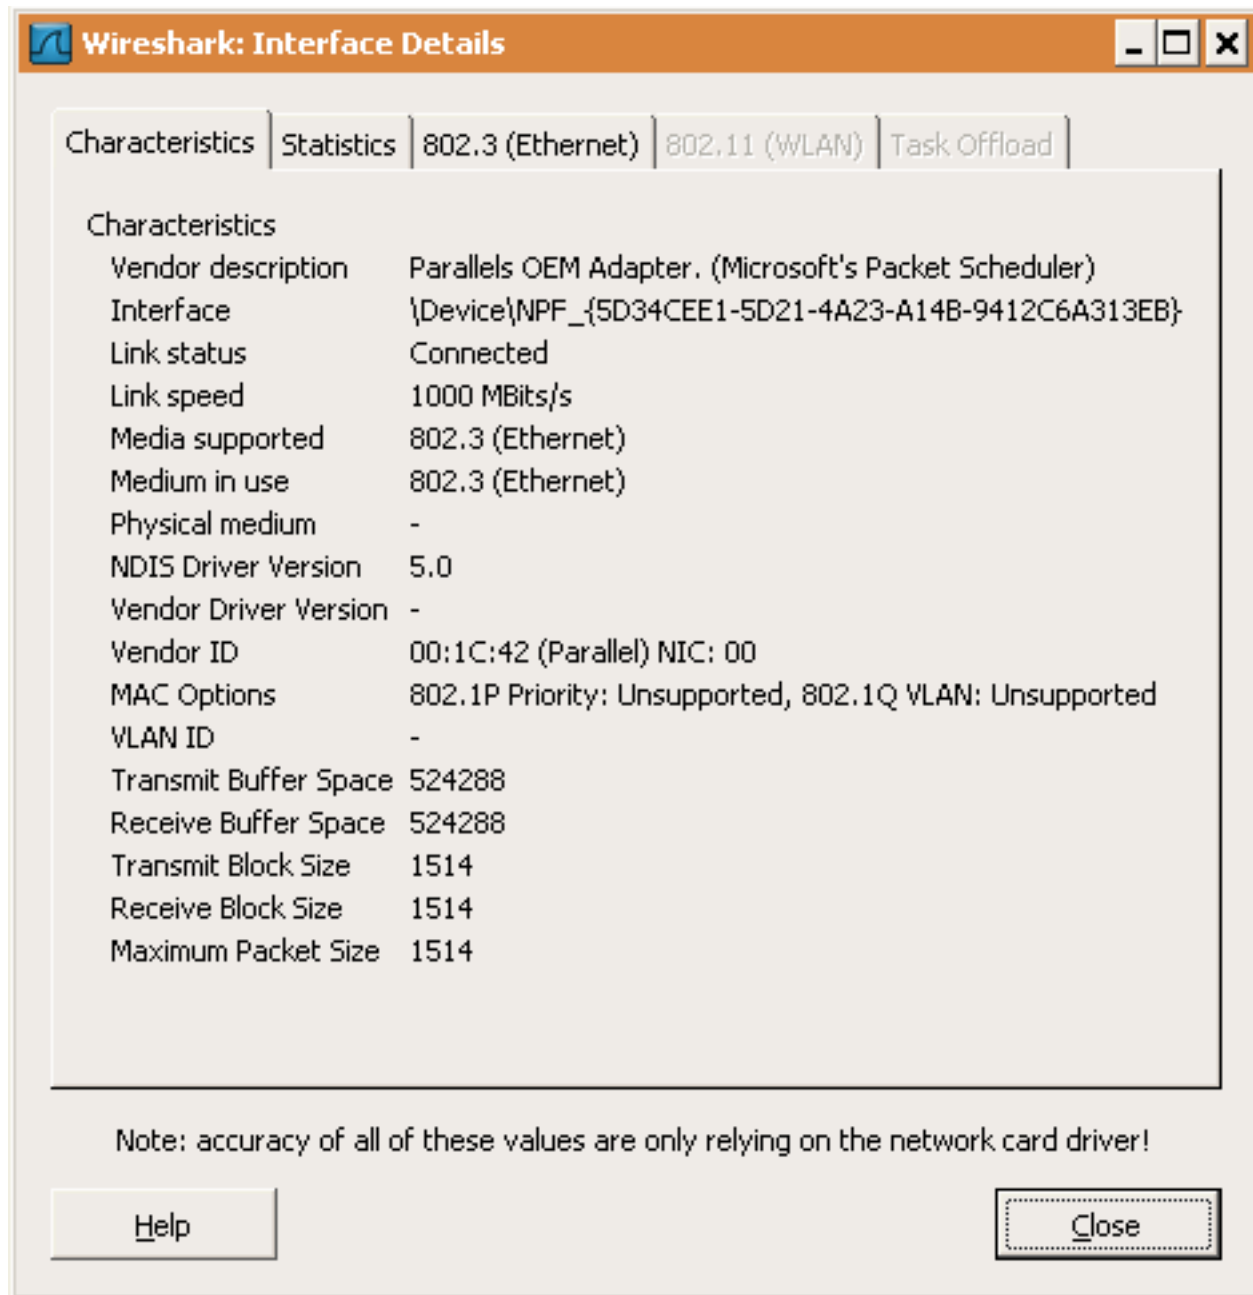 Wireshark: Interface Details
Characteristics Statistics 802.3 (Ethernet) 802.11 (WLAN) Task Offload
Characteristics
Vendor description Parallels OEM Adapter. (Microsoft's Packet Scheduler)
Interface \Device\NPF_{5D34CEE1-5D21-4A23-A14B-9412C6A313EB}
Link status Connected
Link speed 1000 MBits/s
Media supported 802.3 (Ethernet)
Medium in use 802.3 (Ethernet)
Physical medium -
NDIS Driver Version 5.0
Vendor Driver Version -
Vendor ID 00:1C:42 (Parallel) NIC: 00
MAC Options 802.1P Priority: Unsupported, 802.1Q VLAN: Unsupported
VLAN ID -
Transmit Buffer Space 524288
Receive Buffer Space 524288
Transmit Block Size 1514
Receive Block Size 1514
Maximum Packet Size 1514
Note: accuracy of all of these values are only relying on the network card driver!
Help Close